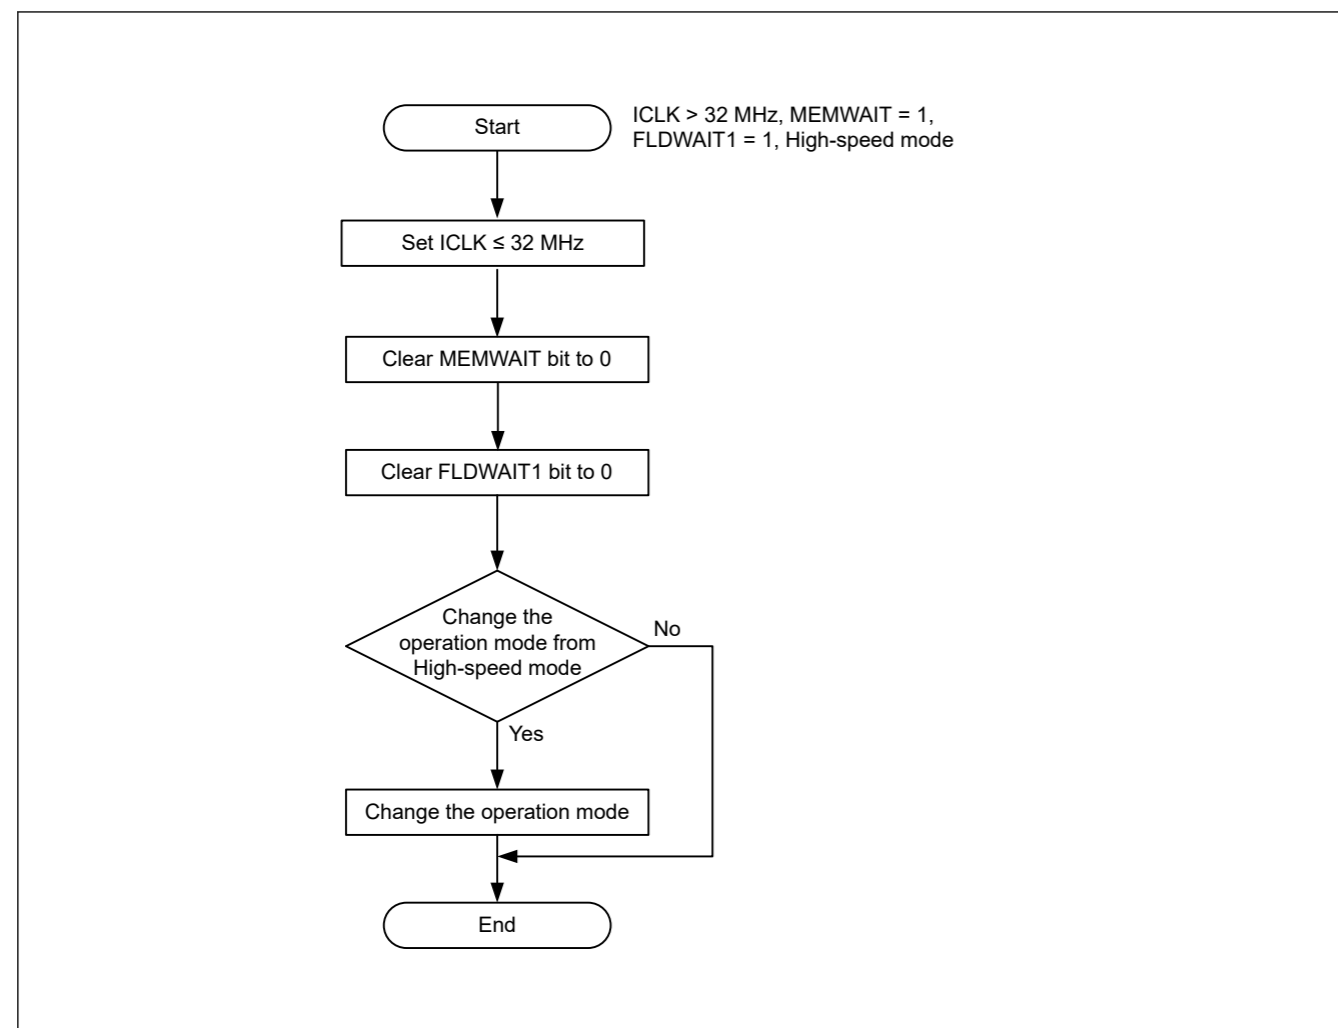 Start
ICLK > 32 MHz, MEMWAIT = 1,
FLDWAIT1 = 1, High-speed mode
Set ICLK ≤ 32 MHz
Clear MEMWAIT bit to 0
Clear FLDWAIT1 bit to 0
Change the
operation mode from
High-speed mode
No
Yes
Change the operation mode
End